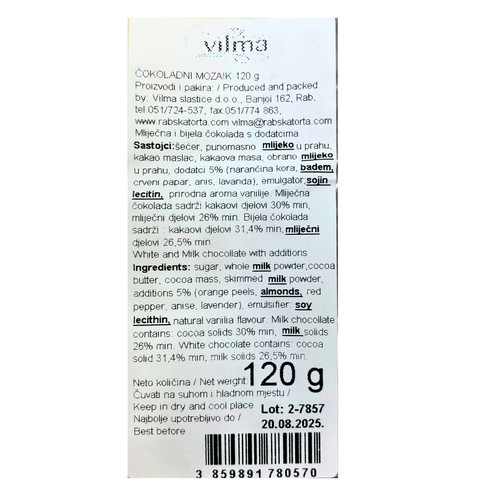 vilma
ČOKOLADNI MOZAIK 120 g
Proizvodi i pakira: / Produced and packed
by: Vilma slastice d.o.o., Banjol 162, Rab,
tel.051/724-537, fax.051/774 863,
www.rabskatorta.com vilma@rabskatorta.com
Mliječna i bijela čokolada s dodatcima
Sastojci:šećer, punomasno mlijeko u prahu,
kakao maslac, kakaova masa, obrano mlijeko
u prahu, dodatci 5% (narančina kora, badem,
crveni papar, anis, lavanda), emulgator,sojin
lecitin, prirodna aroma vanilije. Mliječna
čokolada sadrži kakaovi djelovi 30% min,
mliječni djelovi 26% min. Bijela čokolada
sadrži : kakaovi djelovi 31,4% min,mliječni
djelovi 26,5% min.
White and Milk chocollate with additions
Ingredients: sugar, whole milk powder,cocoa
butter, cocoa mass, skimmed milk powder,
additions 5% (orange peels, almonds, red
pepper, anise, lavender), emulsifier: soy
lecithin, natural vanilia flavour. Milk chocollate
contains: cocoa solids 30% min, milk solids
26% min. White chocolate contains: cocoa
solid 31,4% min, milk solids 26,5% min.
Neto količina / Net weight: 120 g
Čuvati na suhom i hladnom mjestu /
Keep in dry and cool place
Najbolje upotrebljivo do /
Best before
Lot: 2-7857
20.08.2025.
3 859891 780570